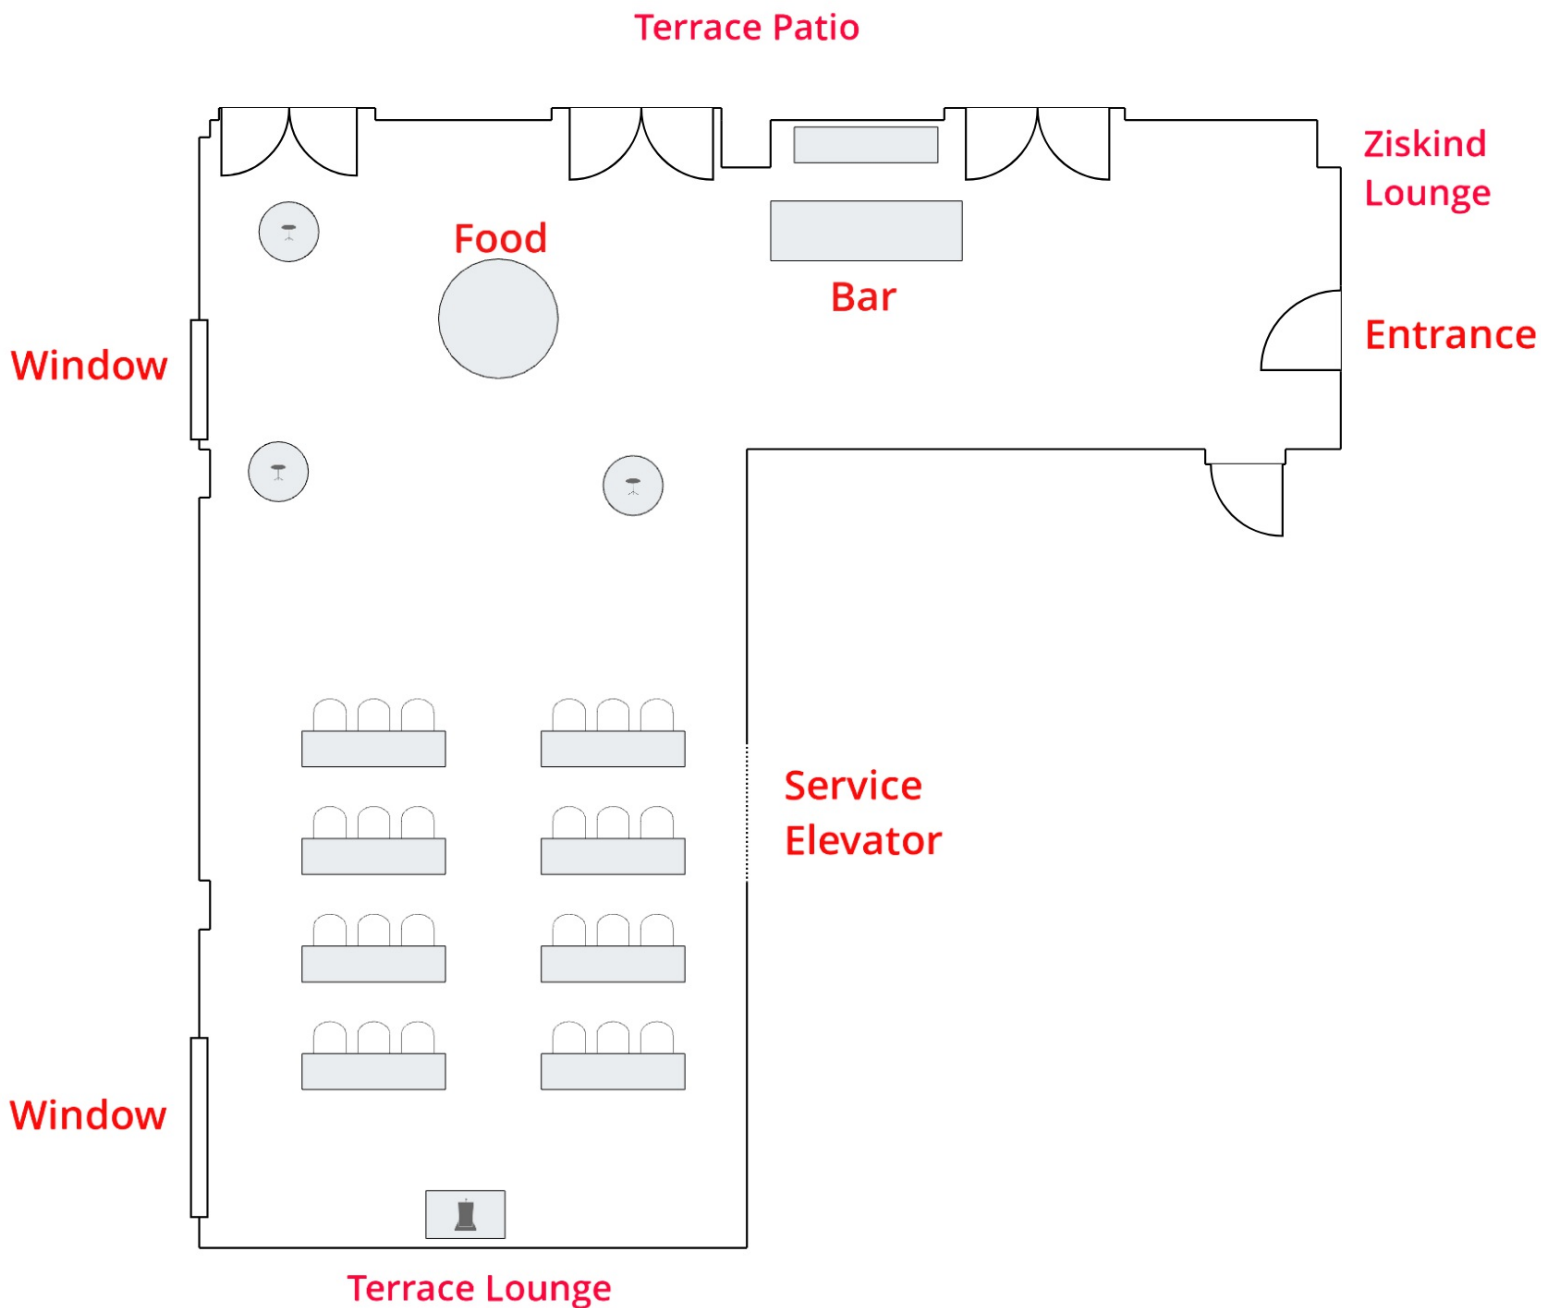 Terrace Patio
Ziskind
Lounge
Food
Bar
Entrance
Window
Service
Elevator
Window
Terrace Lounge